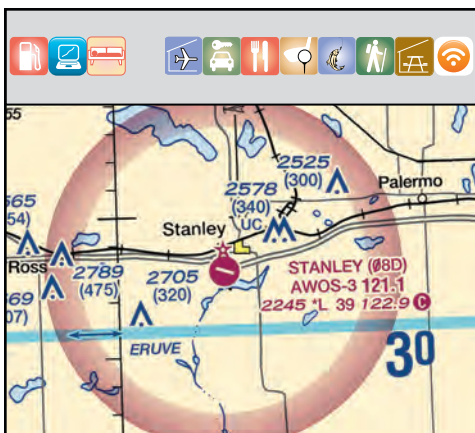 55
2525
(300)
2578
(340)
UC
Palermo
565
54)
Stanley
Ross
2789
(475)
2705
(320)
STANLEY (Ø8D)
AWOS-3 121.1
2245 *L 39 122.9 C
69
07)
ERUVE
30